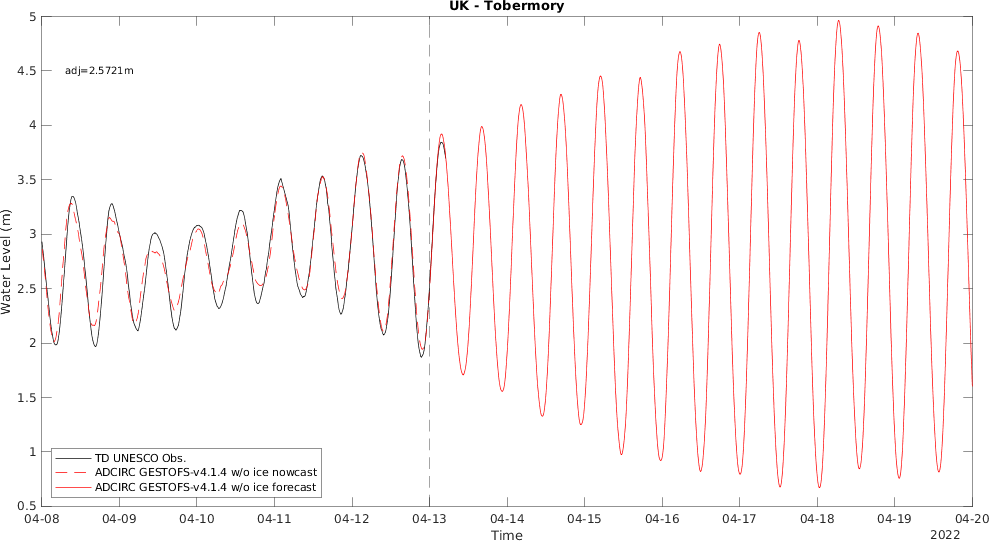 UK - Tobermory
5
4.5
4
3.5
3
2.5
2
1.5
1
0.5
Water Level (m)
adj=2.5721m
TD UNESCO Obs.
ADCIRC GESTOFS-v4.1.4 w/o ice nowcast
ADCIRC GESTOFS-v4.1.4 w/o ice forecast
04-08 04-09 04-10 04-11 04-12 04-13 04-14 04-15 04-16 04-17 04-18 04-19 04-20
Time
2022